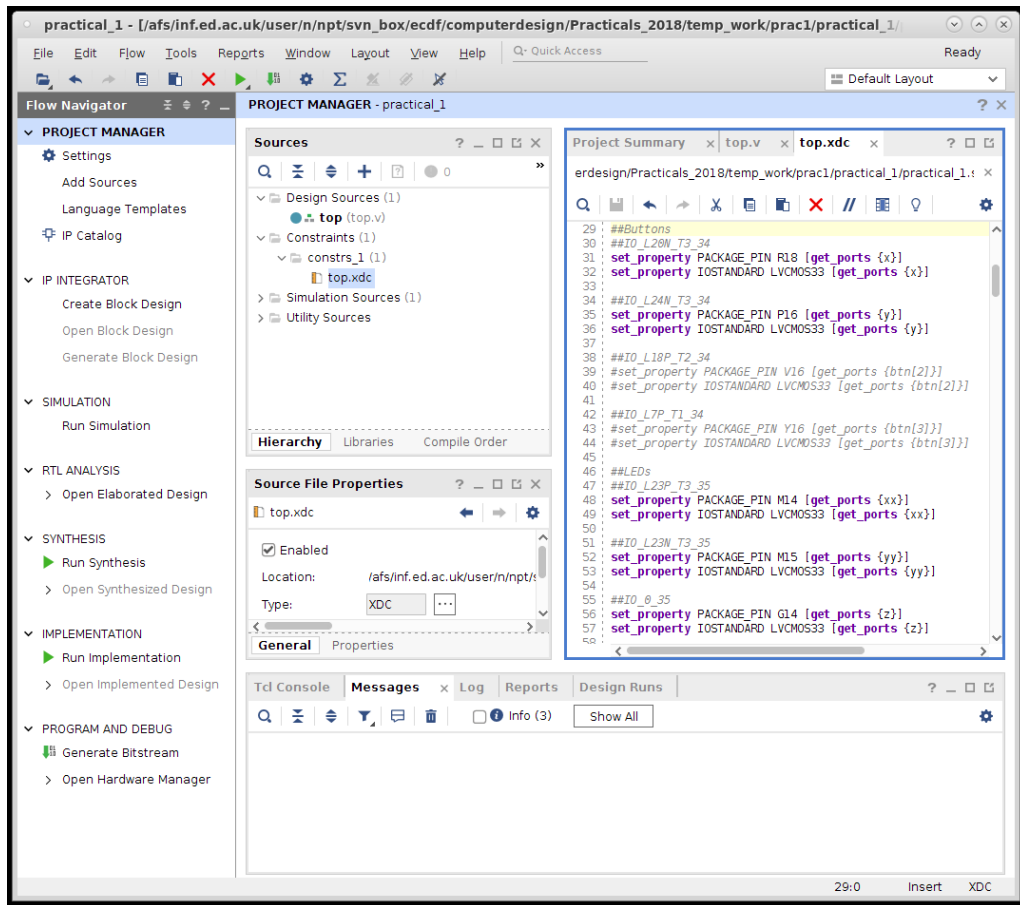 practical_1 - [/afs/inf.ed.ac.uk/user/n/npt/svn_box/ecdf/computerdesign/Practicals_2018/temp_work/prac1/practical_1/
File Edit Flow Tools Reports Window Layout View Help Q- Quick Access Ready
Default Layout
Flow Navigator
PROJECT MANAGER - practical_1
PROJECT MANAGER
Settings
Add Sources
Language Templates
IP Catalog
IP INTEGRATOR
Create Block Design
Open Block Design
Generate Block Design
SIMULATION
Run Simulation
RTL ANALYSIS
Open Elaborated Design
SYNTHESIS
Run Synthesis
Open Synthesized Design
IMPLEMENTATION
Run Implementation
Open Implemented Design
PROGRAM AND DEBUG
Generate Bitstream
Open Hardware Manager
Sources
0
Design Sources (1)
top (top.v)
Constraints (1)
constrs_1 (1)
top.xdc
Simulation Sources (1)
Utility Sources
Hierarchy Libraries Compile Order
Source File Properties
top.xdc
Enabled
Location: /afs/inf.ed.ac.uk/user/n/npt/s
Type: XDC ...
General Properties
Project Summary top.v top.xdc
erdesign/Practicals_2018/temp_work/prac1/practical_1/practical_1.s
29 ##Buttons
30 ##IO_L20N_T3_34
31 set_property PACKAGE_PIN R18 [get_ports {x}]
32 set_property IOSTANDARD LVCMOS33 [get_ports {x}]
33
34 ##IO_L24N_T3_34
35 set_property PACKAGE_PIN P16 [get_ports {y}]
36 set_property IOSTANDARD LVCMOS33 [get_ports {y}]
37
38 ##IO_L18P_T2_34
39 #set_property PACKAGE_PIN V16 [get_ports {btn[2]}]
40 #set_property IOSTANDARD LVCMOS33 [get_ports {btn[2]}]
41
42 ##IO_L7P_T1_34
43 #set_property PACKAGE_PIN Y16 [get_ports {btn[3]}]
44 #set_property IOSTANDARD LVCMOS33 [get_ports {btn[3]}]
45
46 ##LEDs
47 ##IO_L23P_T3_35
48 set_property PACKAGE_PIN M14 [get_ports {xx}]
49 set_property IOSTANDARD LVCMOS33 [get_ports {xx}]
50
51 ##IO_L23N_T3_35
52 set_property PACKAGE_PIN M15 [get_ports {yy}]
53 set_property IOSTANDARD LVCMOS33 [get_ports {yy}]
54
55 ##IO_0_35
56 set_property PACKAGE_PIN G14 [get_ports {z}]
57 set_property IOSTANDARD LVCMOS33 [get_ports {z}]
58
Tcl Console Messages Log Reports Design Runs
Info (3) Show All
29:0 Insert XDC